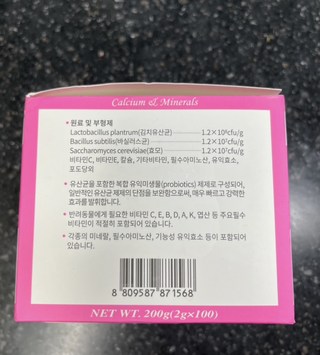 Calcium & Minerals
• 원료 및 부형제
Lactobacillus plantrum(김치유산균) 1.2×10⁸cfu/g
Bacillus subtilis(바실러스균) 1.2×10⁷cfu/g
Saccharomyces cerevisiae(효모) 1.2×10⁷cfu/g
비타민C, 비타민E, 칼슘, 기타비타민, 필수아미노산, 유익효소,
포도당외
• 유산균을 포함한 복합 유익미생물(probiotics) 제제로 구성되어,
일반적인 유산균 제제의 단점을 보완함으로써, 매우 빠르고 강력한
효과를 발휘합니다.
• 반려동물에게 필요한 비타민 C, E, B, D, A, K, 엽산 등 주요필수
비타민이 적절히 포함되어 있습니다.
• 각종의 미네랄, 필수아미노산, 기능성 유익효소 등이 포함되어
있습니다.
8 809587 871568
NET WT. 200g(2g×100)